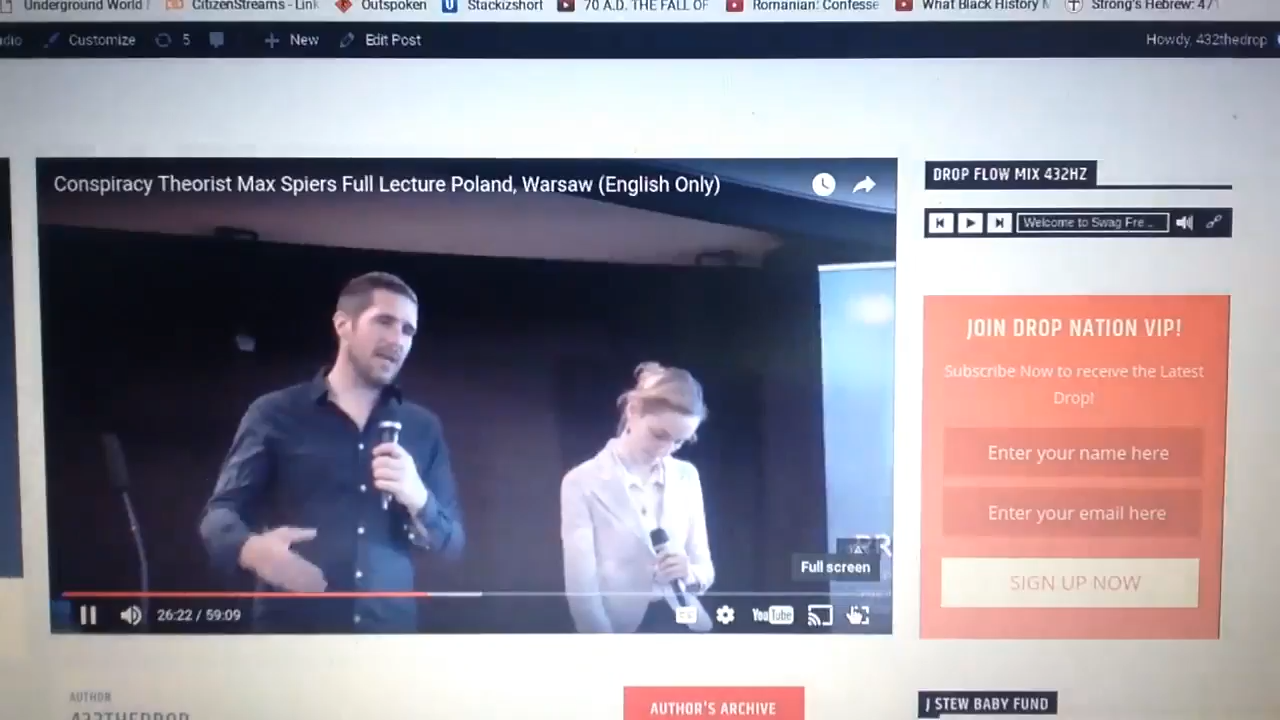 Underground World
CitizenStreams - Link
Outspoken
Stackizshort
70 A.D. THE FALL OF
Romanian: Confesse
What Black History
Strong's Hebrew: 47
Customize
5
New
Edit Post
Howdy, 432thedrop
Conspiracy Theorist Max Spiers Full Lecture Poland, Warsaw (English Only)
DROP FLOW MIX 432HZ
Welcome to Swag Fre...
JOIN DROP NATION VIP!
Subscribe Now to receive the Latest
Drop!
Enter your name here
Enter your email here
SIGN UP NOW
Full screen
26:22 / 59:09
CC
YouTube
AUTHOR
432THEDROP
AUTHOR'S ARCHIVE
J STEW BABY FUND